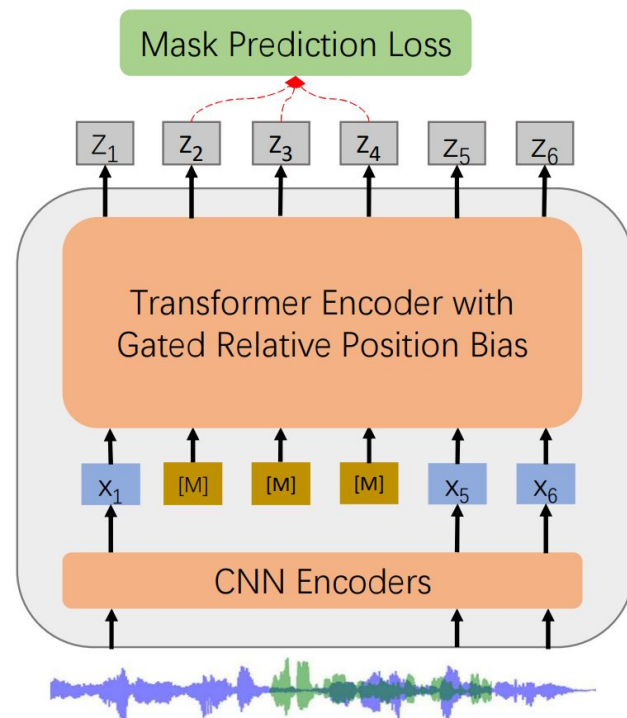 Mask Prediction Loss
Z₁ Z₂ Z₃ Z₄ Z₅ Z₆
Transformer Encoder with
Gated Relative Position Bias
X₁ [M] [M] [M] X₅ X₆
CNN Encoders